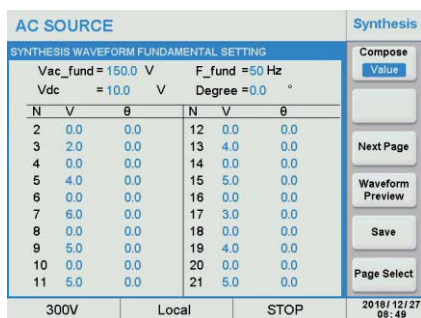 AC SOURCE
Synthesis
SYNTHESIS WAVEFORM FUNDAMENTAL SETTING
Vac_fund = 150.0 V F_fund =50 Hz
Vdc = 10.0 V Degree =0.0 °
N V θ N V θ
2 0.0 0.0 12 0.0 0.0
3 2.0 0.0 13 4.0 0.0
4 0.0 0.0 14 0.0 0.0
5 4.0 0.0 15 5.0 0.0
6 0.0 0.0 16 0.0 0.0
7 6.0 0.0 17 3.0 0.0
8 0.0 0.0 18 0.0 0.0
9 5.0 0.0 19 4.0 0.0
10 0.0 0.0 20 0.0 0.0
11 5.0 0.0 21 5.0 0.0
Compose
Value
Next Page
Waveform
Preview
Save
Page Select
300V Local STOP
2018/12/27
08:49